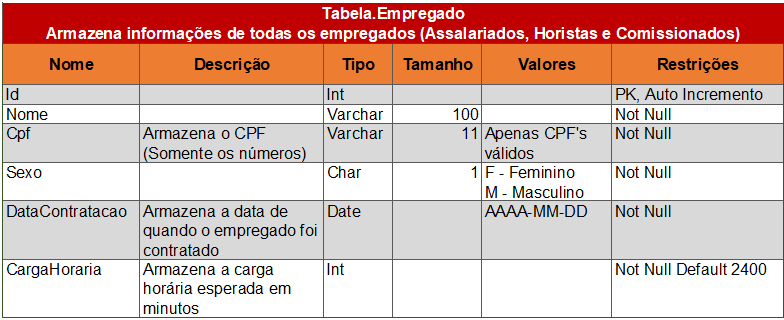 Tabela.Empregado
Armazena informações de todas os empregados (Assalariados, Horistas e Comissionados)
Nome Descrição Tipo Tamanho Valores Restrições
Id Int PK, Auto Incremento
Nome Varchar 100 Not Null
Cpf Armazena o CPF Varchar 11 Apenas CPF's Not Null
(Somente os números) válidos
Sexo Char 1 F - Feminino Not Null
M - Masculino
DataContratacao Armazena a data de Date AAAA-MM-DD Not Null
quando o empregado foi
contratado
CargaHoraria Armazena a carga Int Not Null Default 2400
horária esperada em
minutos